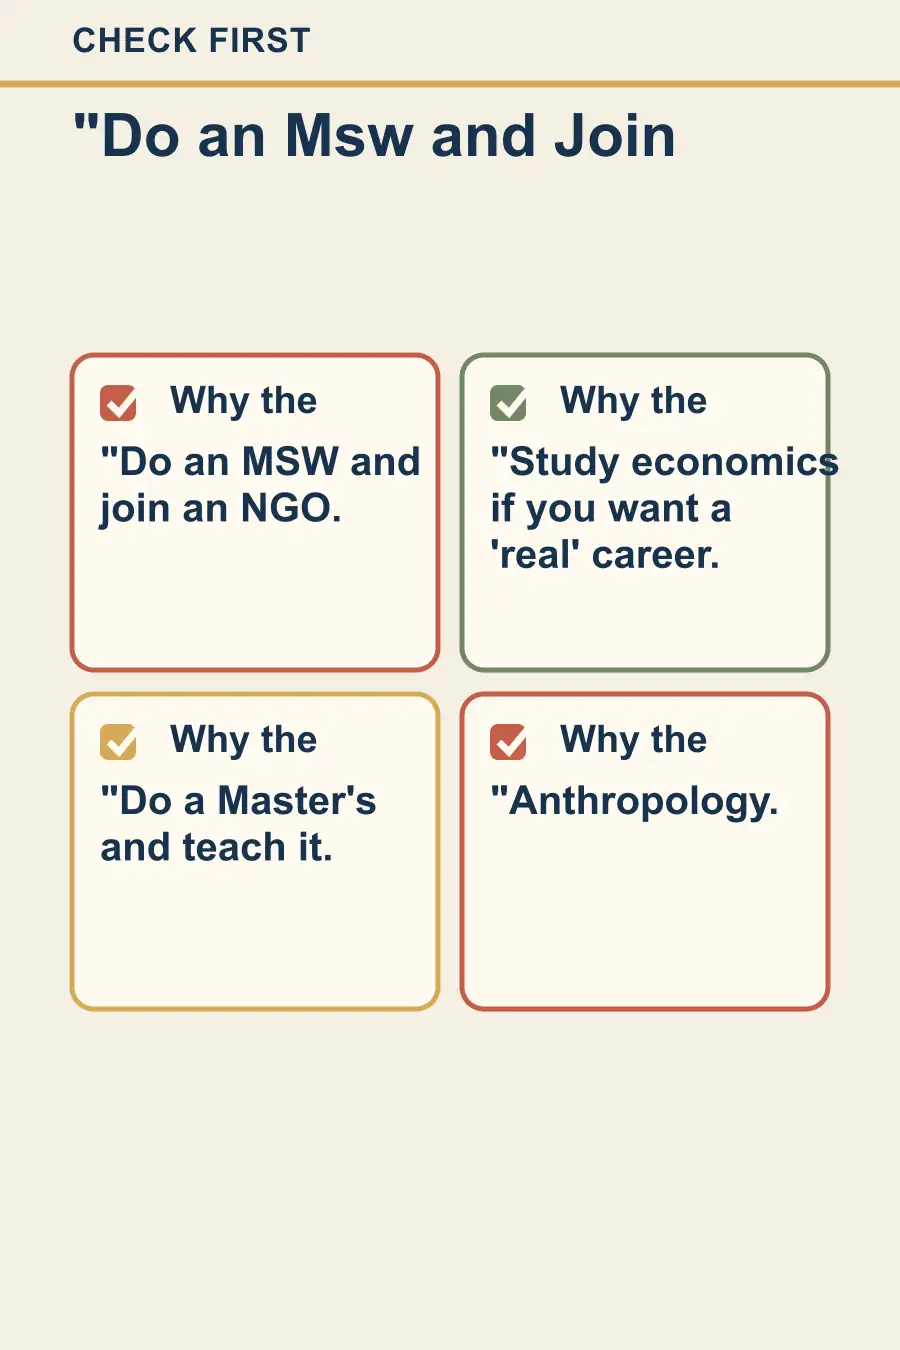 CHECK FIRST
"Do an Msw and Join
Why the
"Do an MSW and
join an NGO.
Why the
"Study economics
if you want a
'real' career.
Why the
"Do a Master's
and teach it.
Why the
"Anthropology.